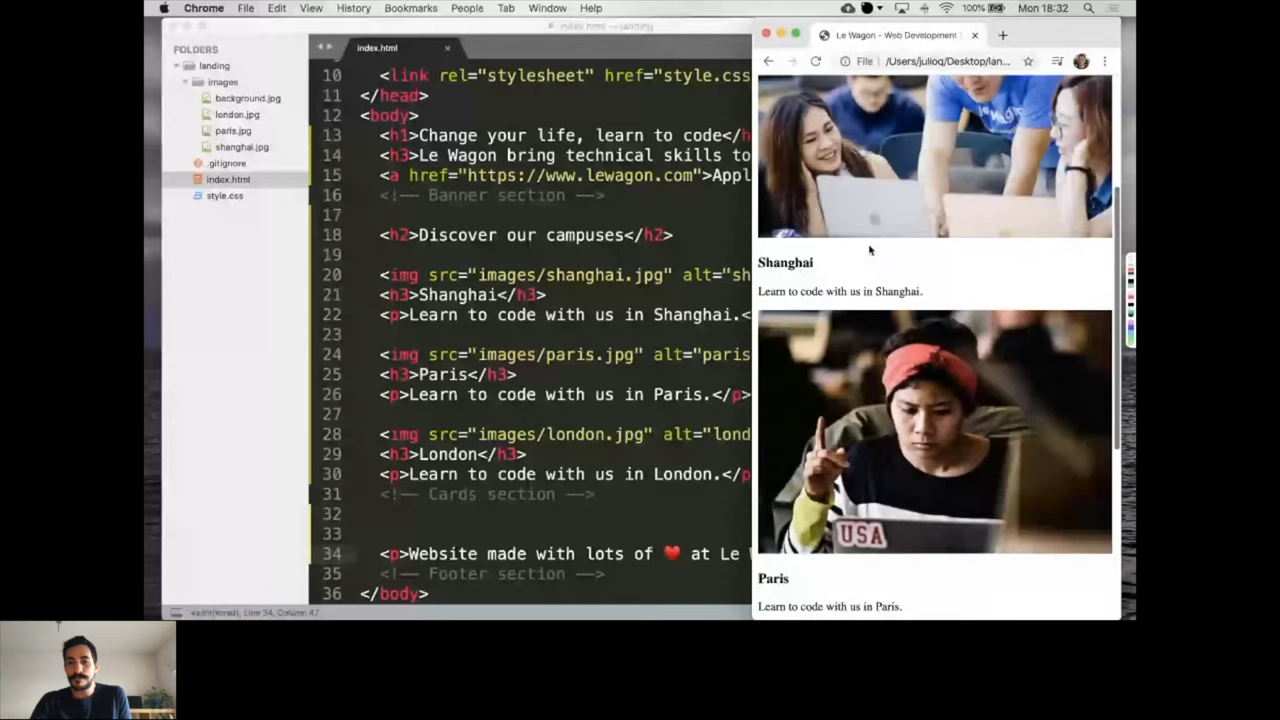 Chrome File Edit View History Bookmarks People Tab Window Help 100% Mon 18:32
index.html — landing
FOLDERS
landing
images
background.jpg
london.jpg
paris.jpg
shanghai.jpg
.gitignore
index.html
style.css
index.html
10 <link rel="stylesheet" href="style.css
11 </head>
12 <body>
13 <h1>Change your life, learn to code</h
14 <h3>Le Wagon bring technical skills to
15 <a href="https://www.lewagon.com">Appl
16 <!-- Banner section -->
17
18 <h2>Discover our campuses</h2>
19
20 <img src="images/shanghai.jpg" alt="sh
21 <h3>Shanghai</h3>
22 <p>Learn to code with us in Shanghai.<
23
24 <img src="images/paris.jpg" alt="paris
25 <h3>Paris</h3>
26 <p>Learn to code with us in Paris.</p>
27
28 <img src="images/london.jpg" alt="lond
29 <h3>London</h3>
30 <p>Learn to code with us in London.</p
31 <!-- Cards section -->
32
33
34 <p>Website made with lots of ❤️ at Le
35 <!-- Footer section -->
36 </body>
Line 34, Column 47
Le Wagon - Web Development
File /Users/julioq/Desktop/lan...
le wagon
Shanghai
Learn to code with us in Shanghai.
USA
Paris
Learn to code with us in Paris.